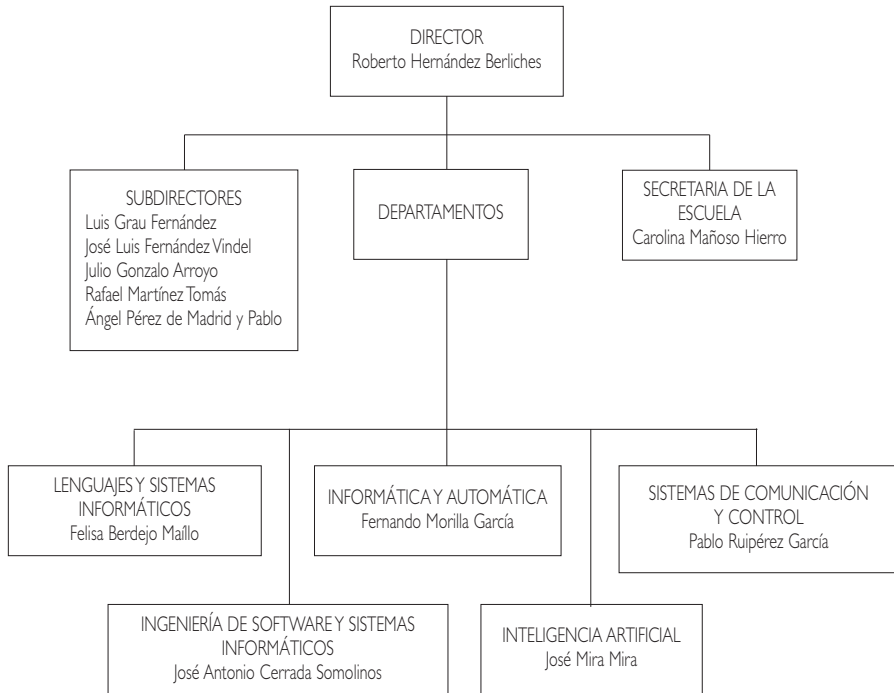 DIRECTOR
Roberto Hernández Berliches
SUBDIRECTORES
Luis Grau Fernández
José Luis Fernández Vindel
Julio Gonzalo Arroyo
Rafael Martínez Tomás
Ángel Pérez de Madrid y Pablo
DEPARTAMENTOS
SECRETARIA DE LA
ESCUELA
Carolina Mañoso Hierro
LENGUAJES Y SISTEMAS
INFORMÁTICOS
Felisa Berdejo Maíllo
INFORMÁTICA Y AUTOMÁTICA
Fernando Morilla García
SISTEMAS DE COMUNICACIÓN
Y CONTROL
Pablo Ruipérez García
INGENIERÍA DE SOFTWARE Y SISTEMAS
INFORMÁTICOS
José Antonio Cerrada Somolinos
INTELIGENCIA ARTIFICIAL
José Mira Mira